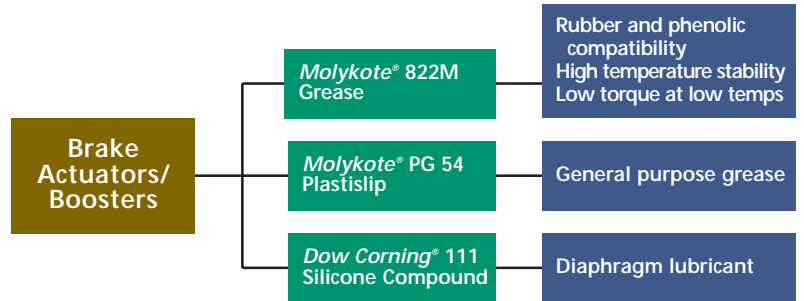 Brake
Actuators/
Boosters
Molykote® 822M
Grease
Rubber and phenolic
compatibility
High temperature stability
Low torque at low temps
Molykote® PG 54
Plastislip
General purpose grease
Dow Corning® 111
Silicone Compound
Diaphragm lubricant